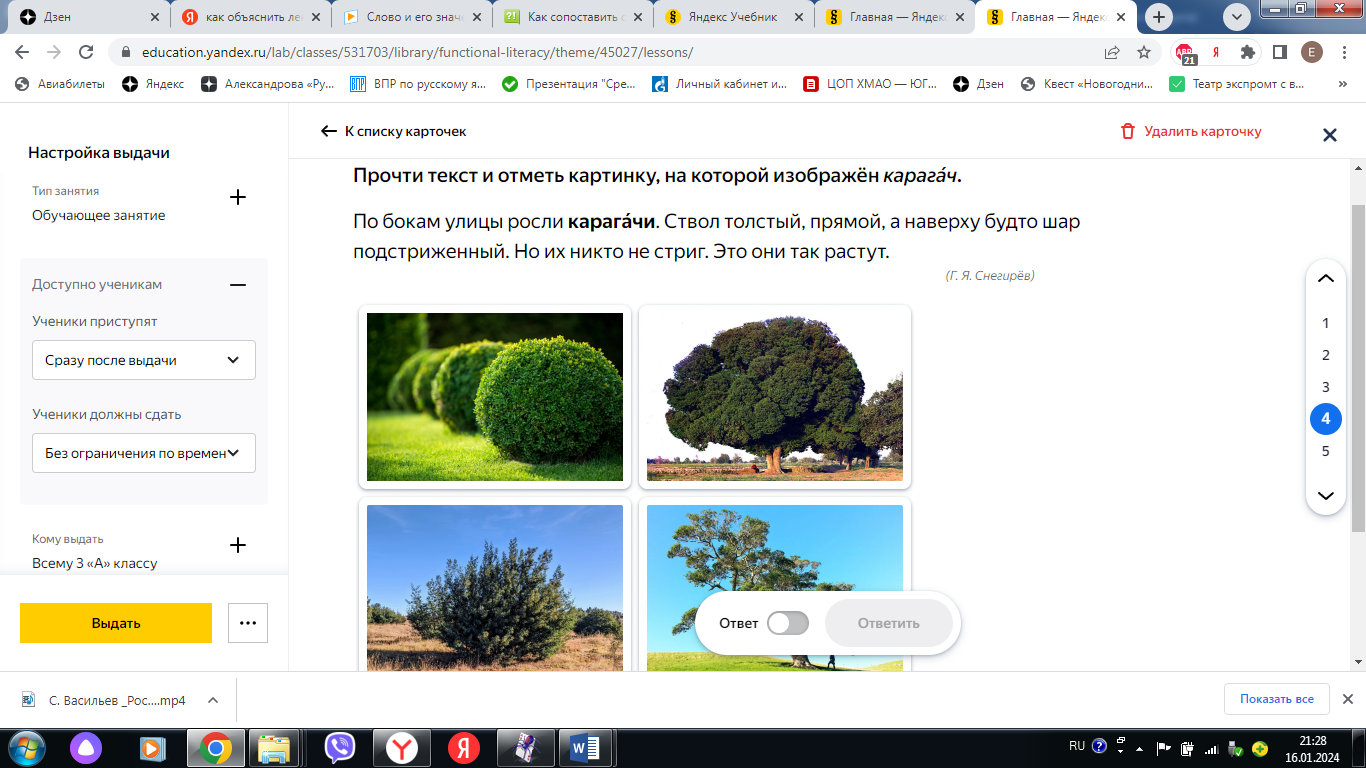 Дзен
как объяснить ле
Слово и его знач
Как сопоставить
Яндекс Учебник
Главная — Яндек
Главная — Яндек
education.yandex.ru/lab/classes/531703/library/functional-literacy/theme/45027/lessons/
ABP
21
Я
E
Авиабилеты
Яндекс
Александрова «Ру...
ВПР по русскому я...
Презентация "Сре...
Личный кабинет и...
ЦОП ХМАО — ЮГ...
Дзен
Квест «Новогодни...
Театр экспромт с в...
»
К списку карточек
Удалить карточку
Настройка выдачи
Тип занятия
Обучающее занятие
Доступно ученикам
Ученики приступят
Сразу после выдачи
Ученики должны сдать
Без ограничения по времен
Кому выдать
Всему 3 «А» классу
Выдать
...
Прочти текст и отметь картинку, на которой изображён карага́ч.
По бокам улицы росли карага́чи. Ствол толстый, прямой, а наверху будто шар
подстриженный. Но их никто не стриг. Это они так растут.
(Г. Я. Снегирёв)
1
2
3
4
5
Ответ
Ответить
С. Васильев _Рос....mp4
Показать все
RU
21:28
16.01.2024